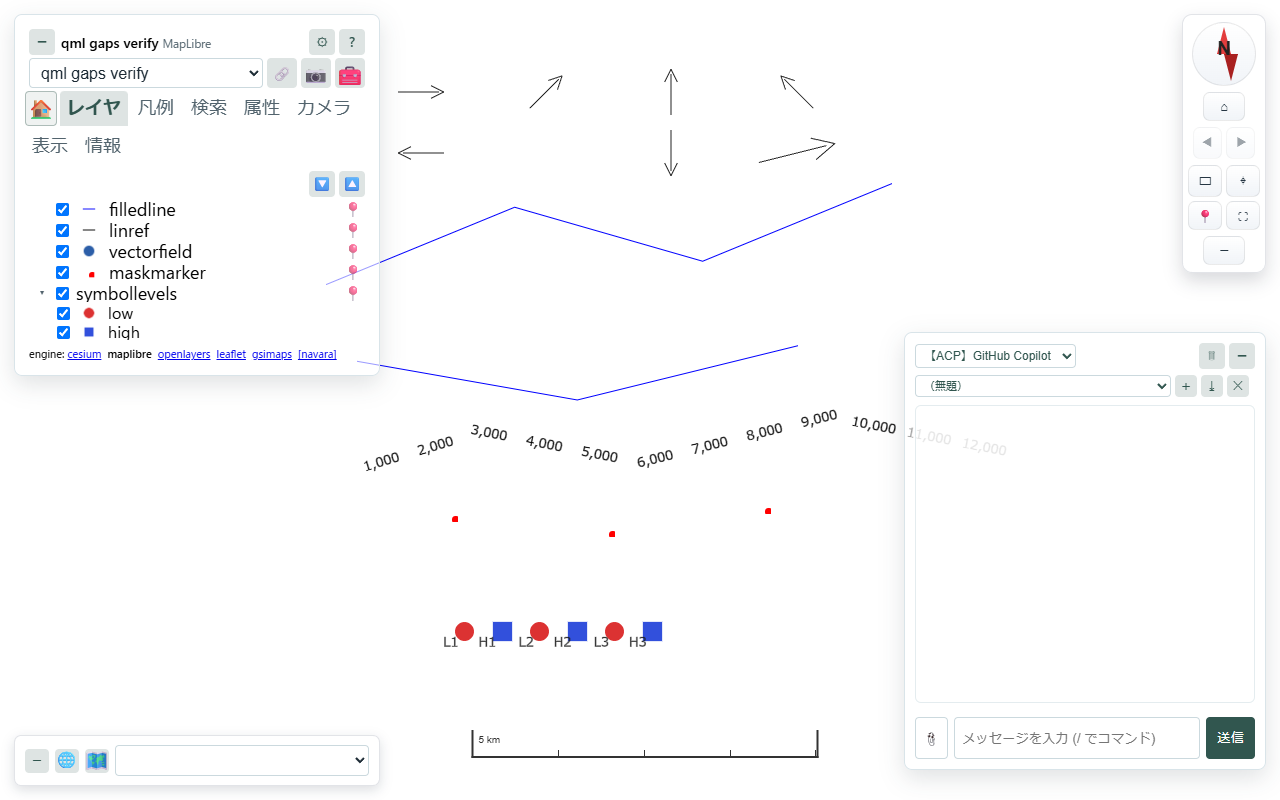 qml gaps verify MapLibre
?
qml gaps verify
レイヤ 凡例 検索 属性 カメラ
表示 情報
filledline
linref
vectorfield
maskmarker
symbollevels
low
high
engine: cesium maplibre openlayers leaflet gsimaps [navara]
N
1,000 2,000 3,000 4,000 5,000 6,000 7,000 8,000 9,000 10,000 11,000 12,000
L1 H1 L2 H2 L3 H3
5 km
【ACP】GitHub Copilot
（無題）
メッセージを入力 (/ でコマンド)
送信